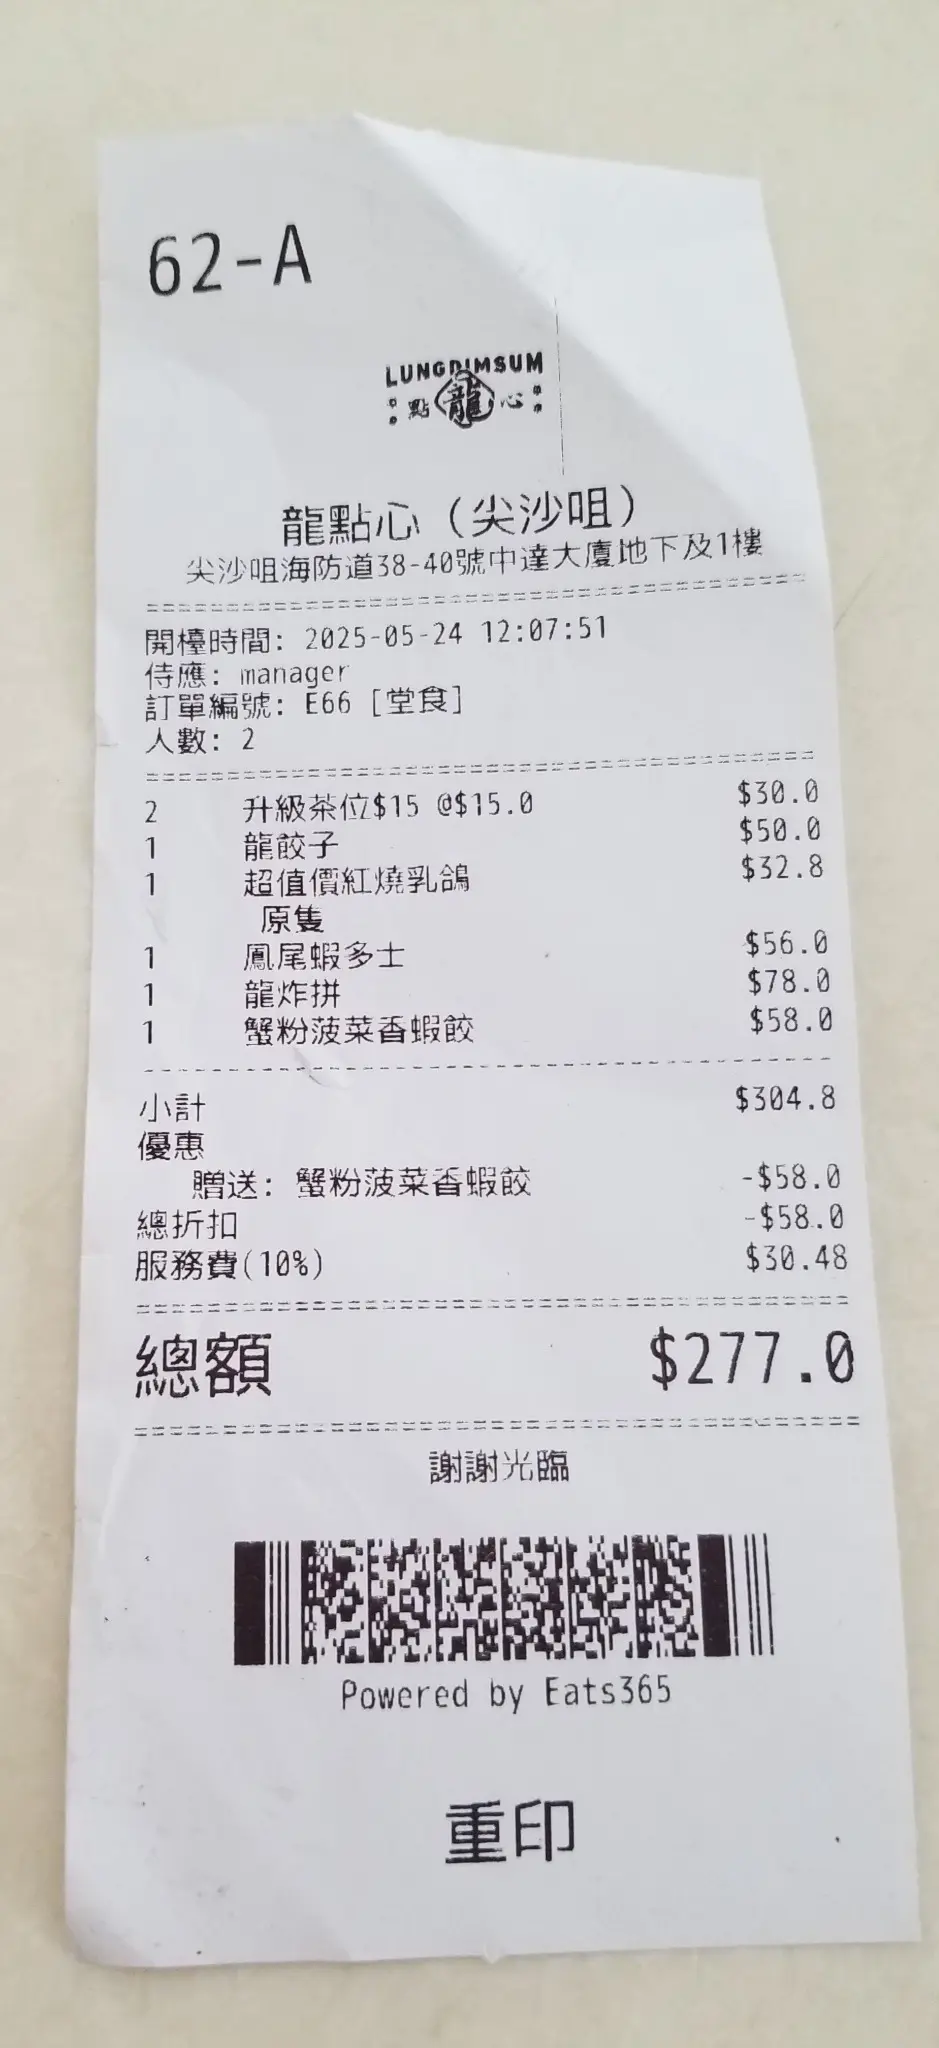 62-A
LUNGDIMSUM
點龍心
龍點心（尖沙咀）
尖沙咀海防道38-40號中達大廈地下及1樓
開檯時間: 2025-05-24 12:07:51
侍應: manager
訂單編號: E66 [堂食]
人數: 2
2 升級茶位$15 @$15.0 $30.0
1 龍餃子 $50.0
1 超值價紅燒乳鴿 $32.8
原隻
1 鳳尾蝦多士 $56.0
1 龍炸拼 $78.0
1 蟹粉菠菜香蝦餃 $58.0
小計 $304.8
優惠
贈送: 蟹粉菠菜香蝦餃 -$58.0
總折扣 -$58.0
服務費(10%) $30.48
總額 $277.0
謝謝光臨
Powered by Eats365
重印